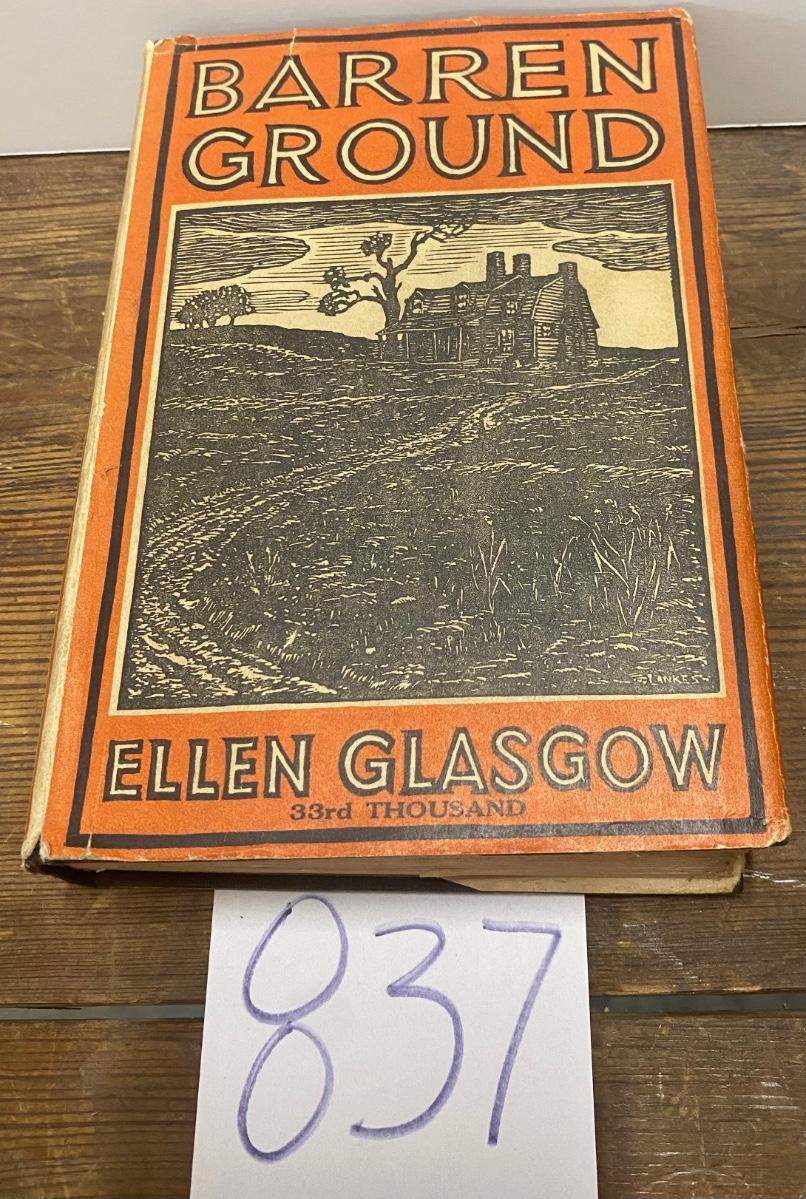 BARREN
GROUND
LANKES
ELLEN GLASGOW
33rd THOUSAND
837